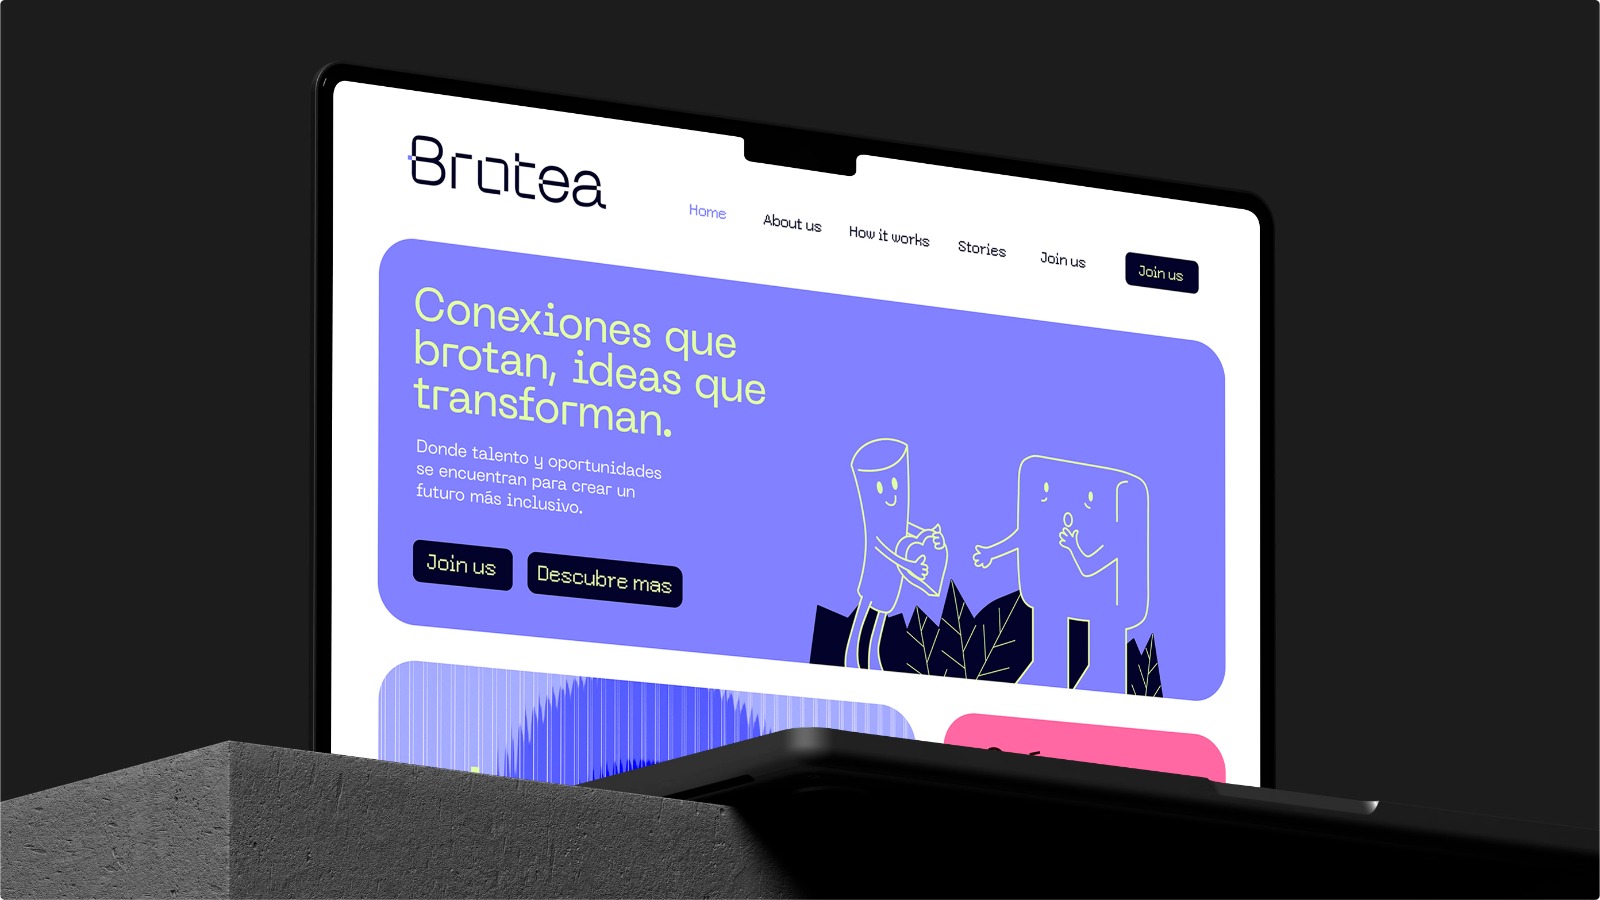 Brotea
Home
About us
How it works
Stories
Join us
Join us
Conexiones que
brotan, ideas que
transforman.
Donde talento y oportunidades
se encuentran para crear un
futuro más inclusivo.
Join us
Descubre mas